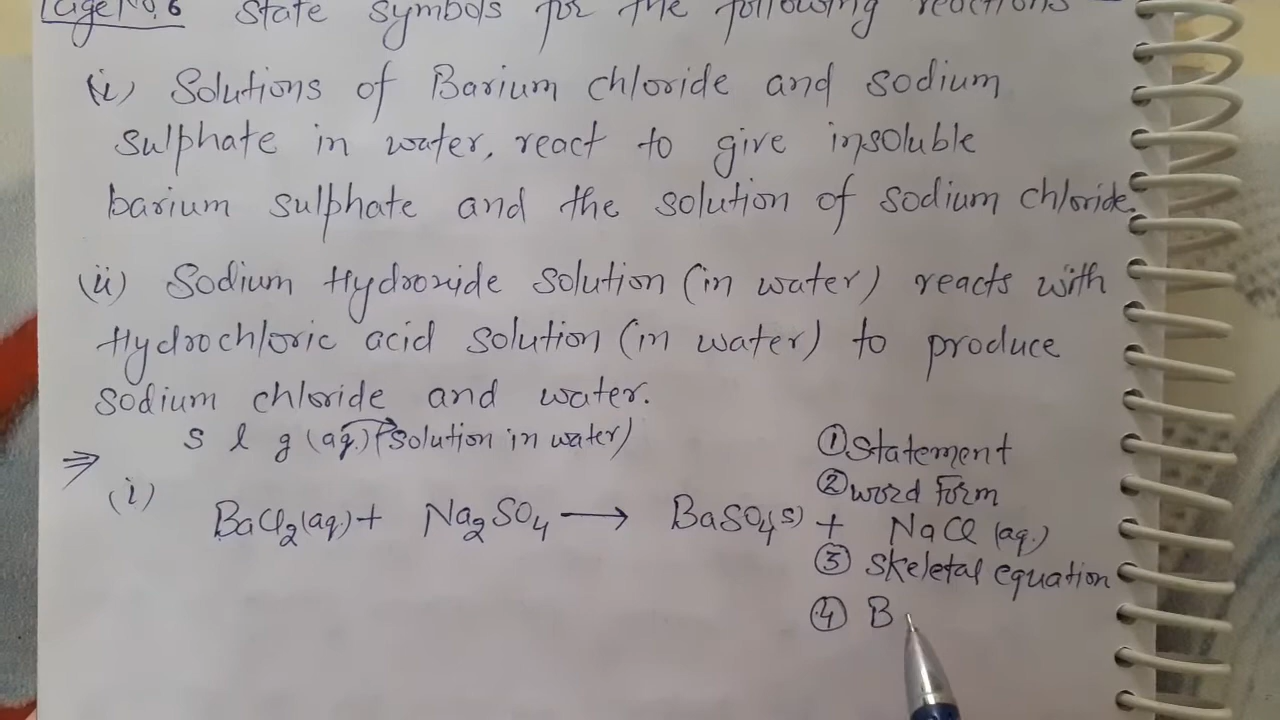 Page No. 6 State symbols for the following reactions -
(i) Solutions of Barium chloride and sodium
sulphate in water, react to give insoluble
barium sulphate and the solution of sodium chloride.
(ii) Sodium Hydroxide solution (in water) reacts with
Hydrochloric acid solution (in water) to produce
sodium chloride and water.
s l g (aq.) (solution in water)
⇒
(i) BaCl₂(aq) + Na₂SO₄ ⟶ BaSO₄(s) + NaCl (aq.)
① Statement
② word form
③ Skeletal equation
④ B